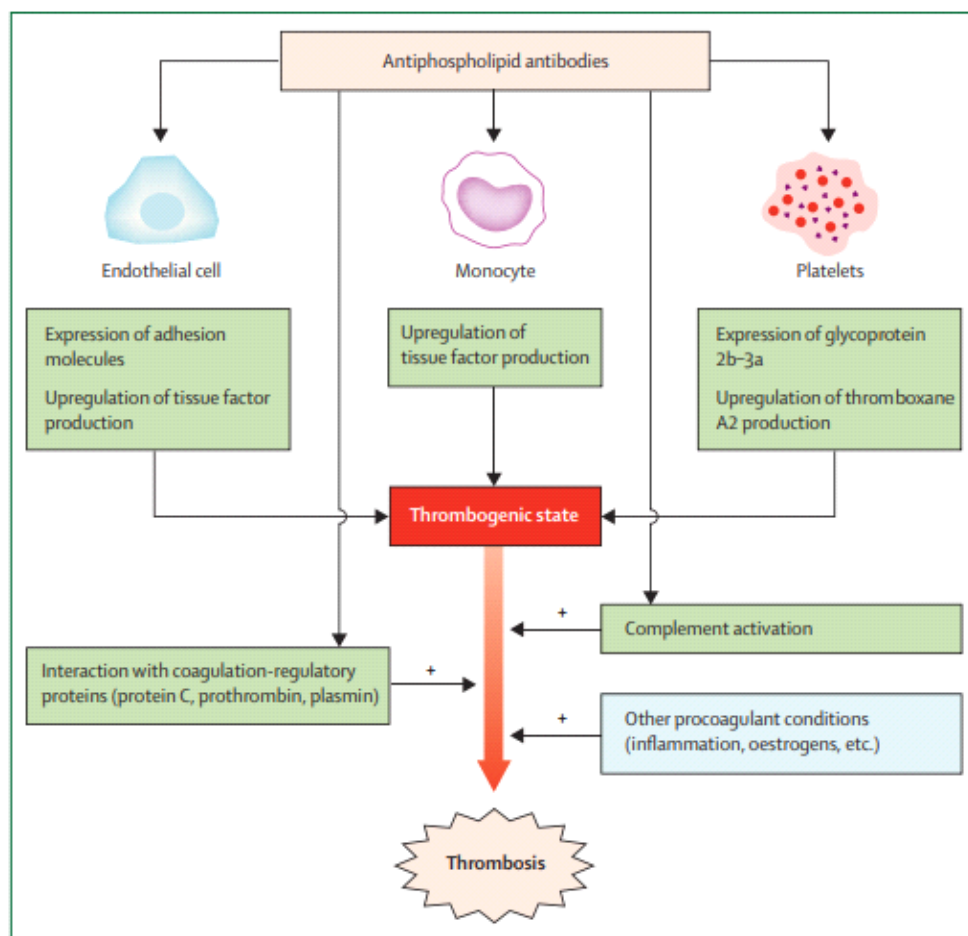 Antiphospholipid antibodies
Endothelial cell
Monocyte
Platelets
Expression of adhesion
molecules
Upregulation of tissue factor
production
Upregulation of
tissue factor production
Expression of glycoprotein
2b–3a
Upregulation of thromboxane
A2 production
Thrombogenic state
+
Complement activation
Interaction with coagulation-regulatory
proteins (protein C, prothrombin, plasmin)
+
+
Other procoagulant conditions
(inflammation, oestrogens, etc.)
Thrombosis